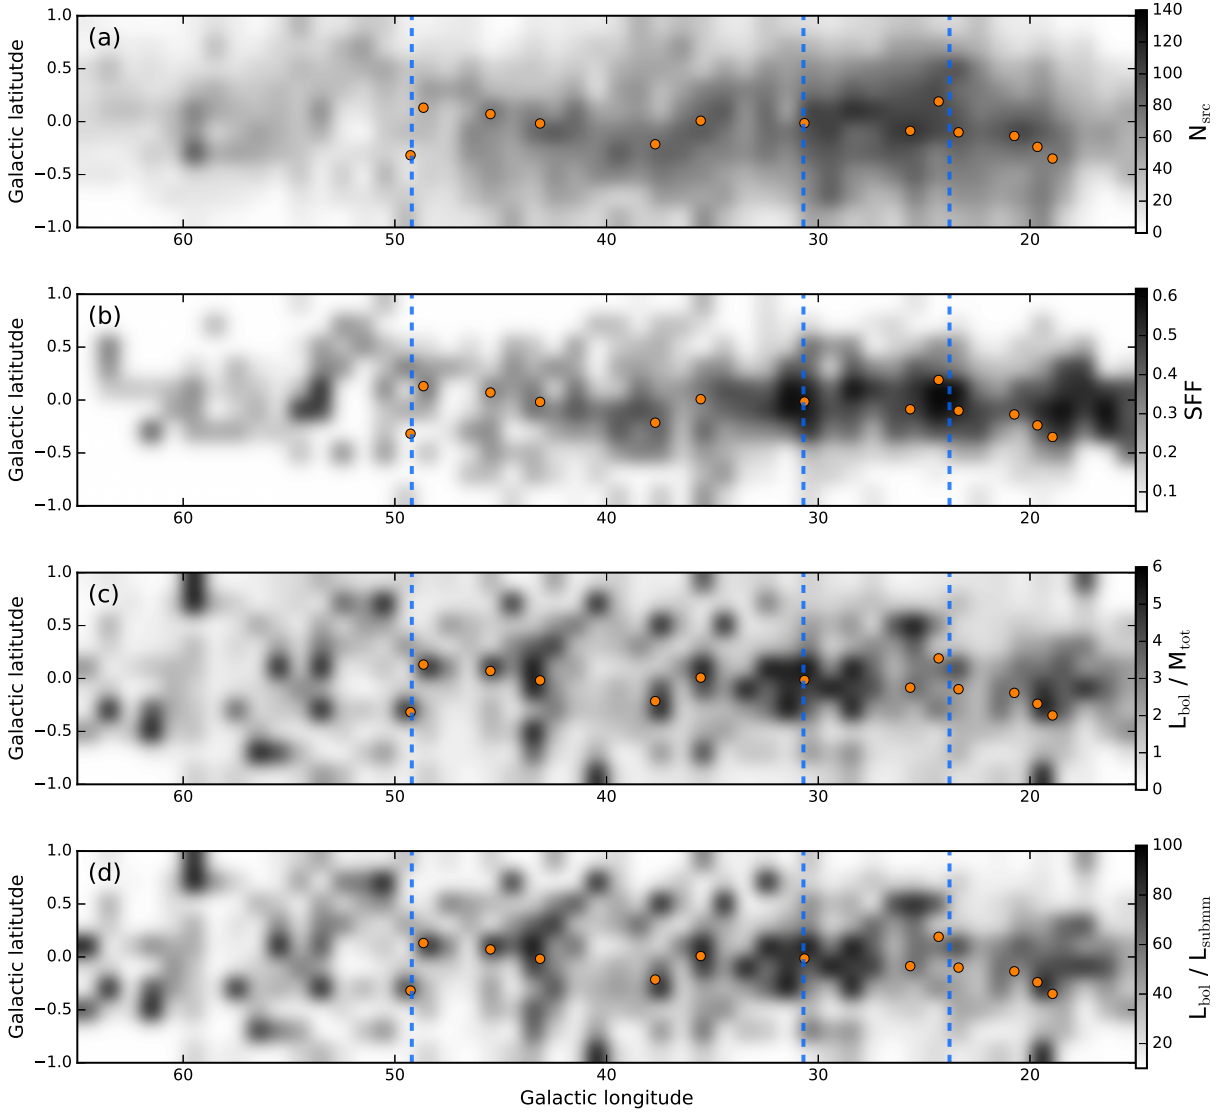 (a)
Galactic latitutde
1.0
0.5
0.0
−0.5
−1.0
60 50 40 30 20
140
120
100
80
60
40
20
0
N_src
(b)
Galactic latitutde
1.0
0.5
0.0
−0.5
−1.0
60 50 40 30 20
0.6
0.5
0.4
0.3
0.2
0.1
SFF
(c)
Galactic latitutde
1.0
0.5
0.0
−0.5
−1.0
60 50 40 30 20
6
5
4
3
2
1
0
L_bol / M_tot
(d)
Galactic latitutde
1.0
0.5
0.0
−0.5
−1.0
60 50 40 30 20
100
80
60
40
20
L_bol / L_submm
Galactic longitude